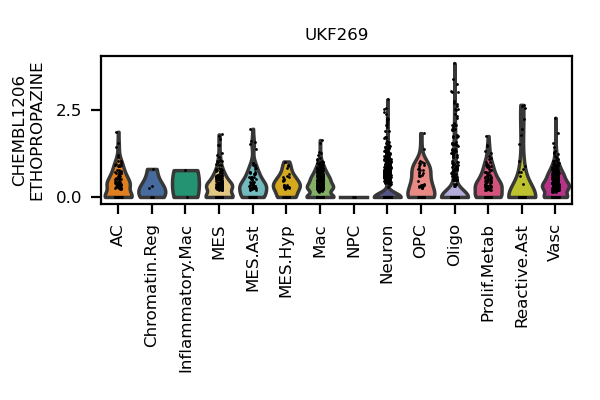 UKF269
CHEMBL1206
ETHOPROPAZINE
2.5
0.0
AC
Chromatin.Reg
Inflammatory.Mac
MES
MES.Ast
MES.Hyp
Mac
NPC
Neuron
OPC
Oligo
Prolif.Metab
Reactive.Ast
Vasc